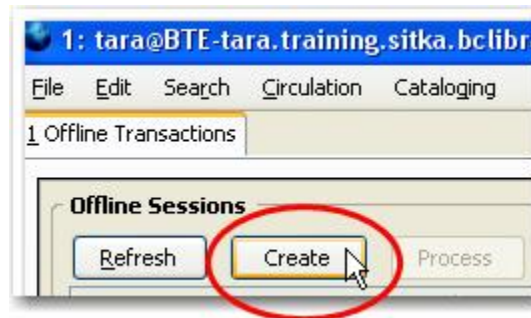 1: tara@BTE-tara.training.sitka.bclibr
File Edit Search Circulation Cataloging
1 Offline Transactions
Offline Sessions
Refresh Create Process